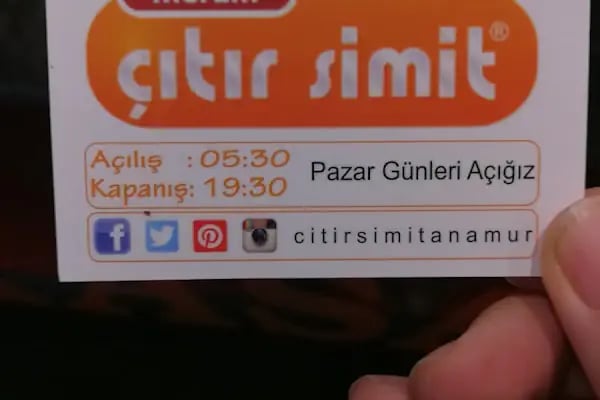 çıtır simit®
Açılış : 05:30
Kapanış: 19:30
Pazar Günleri Açığız
citirsimitanamur